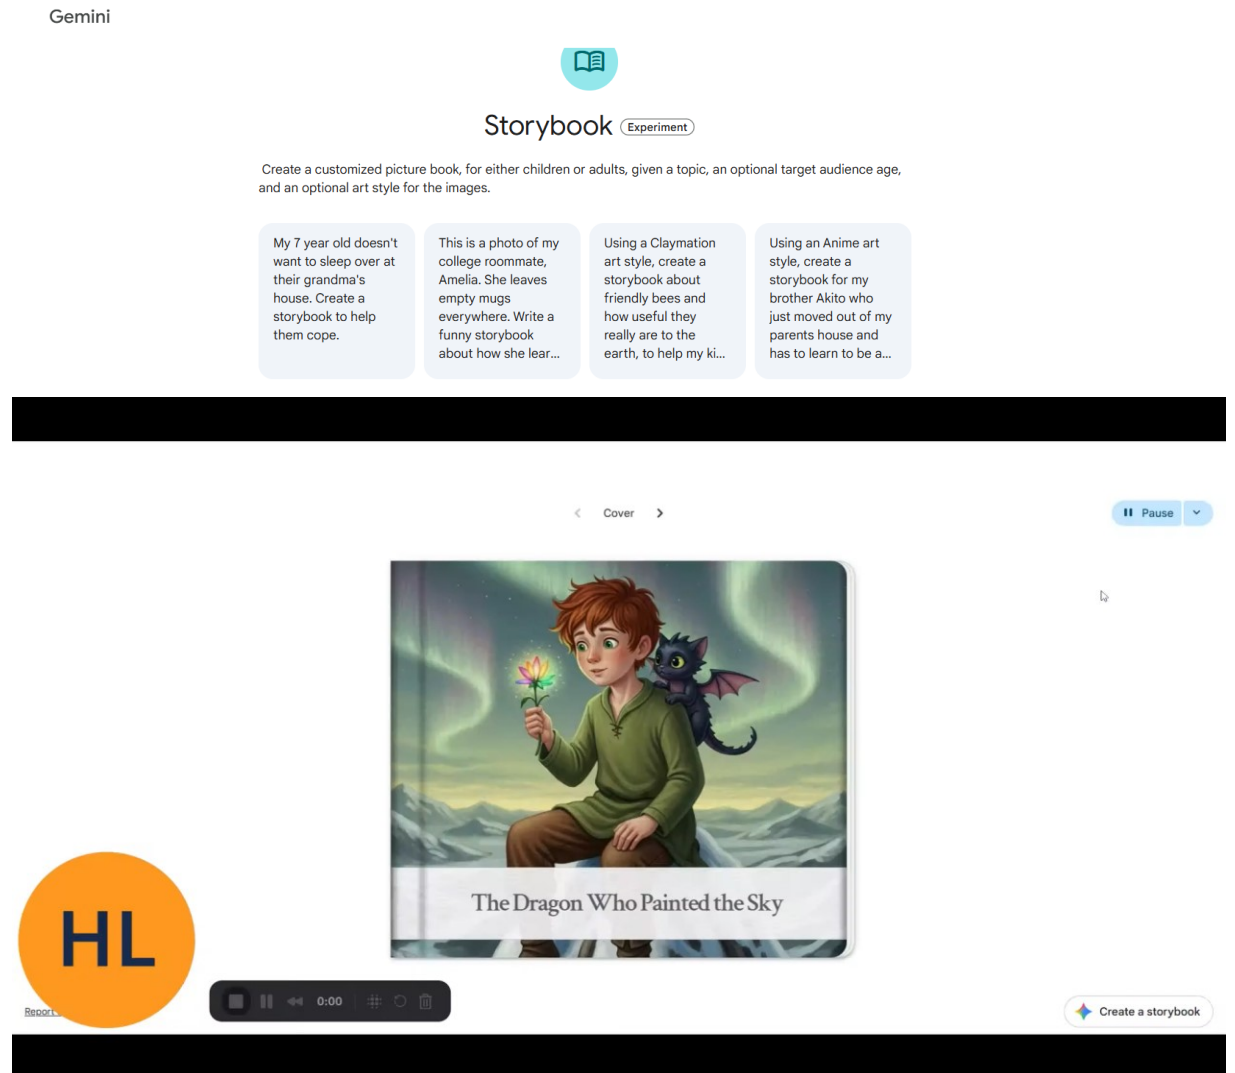 Gemini
Storybook Experiment
Create a customized picture book, for either children or adults, given a topic, an optional target audience age,
and an optional art style for the images.
My 7 year old doesn't
want to sleep over at
their grandma's
house. Create a
storybook to help
them cope.
This is a photo of my
college roommate,
Amelia. She leaves
empty mugs
everywhere. Write a
funny storybook
about how she lear...
Using a Claymation
art style, create a
storybook about
friendly bees and
how useful they
really are to the
earth, to help my ki...
Using an Anime art
style, create a
storybook for my
brother Akito who
just moved out of my
parents house and
has to learn to be a...
Cover
Pause
The Dragon Who Painted the Sky
HL
0:00
Report
Create a storybook